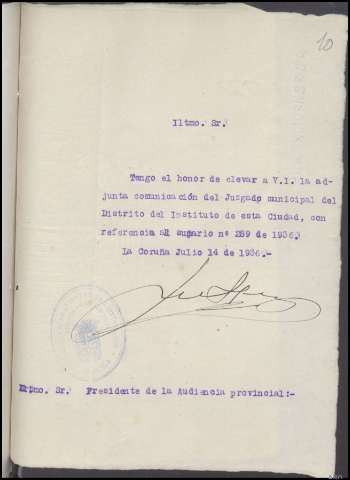 10
Iltmo. Sr.
Tengo el honor de elevar a V.I. la ad-
junta comunicación del Juzgado municipal del
Distrito del Instituto de esta Ciudad, con
referencia al sumario nº 289 de 1936.
La Coruña Julio 14 de 1936.-
Iltmo. Sr. Presidente de la Audiencia provincial:-